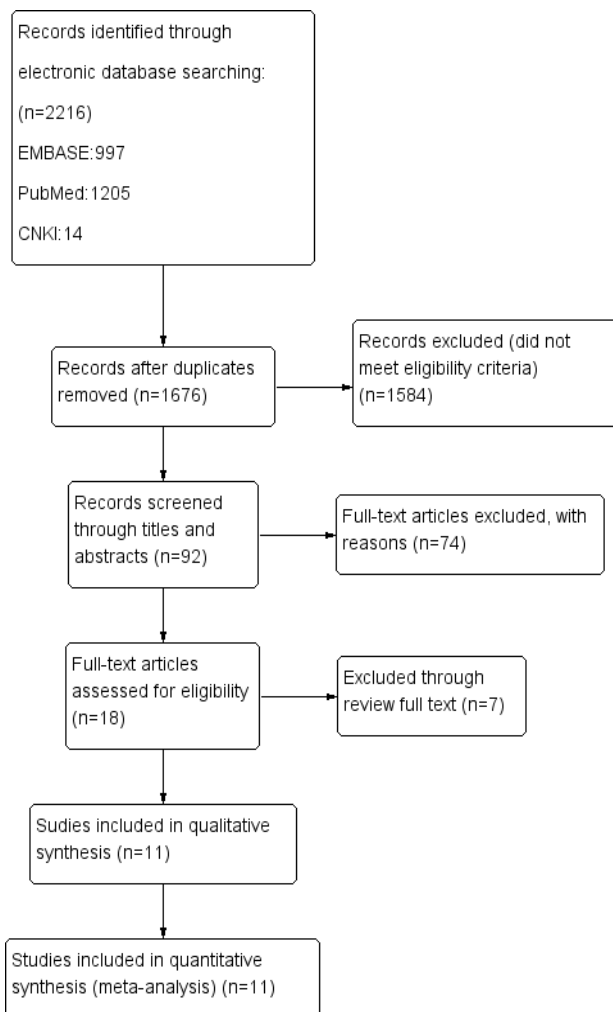 Records identified through
electronic database searching:
(n=2216)
EMBASE:997
PubMed:1205
CNKI:14
Records after duplicates
removed (n=1676)
Records excluded (did not
meet eligibility criteria)
(n=1584)
Records screened
through titles and
abstracts (n=92)
Full-text articles excluded, with
reasons (n=74)
Full-text articles
assessed for eligibility
(n=18)
Excluded through
review full text (n=7)
Sudies included in qualitative
synthesis (n=11)
Studies included in quantitative
synthesis (meta-analysis) (n=11)